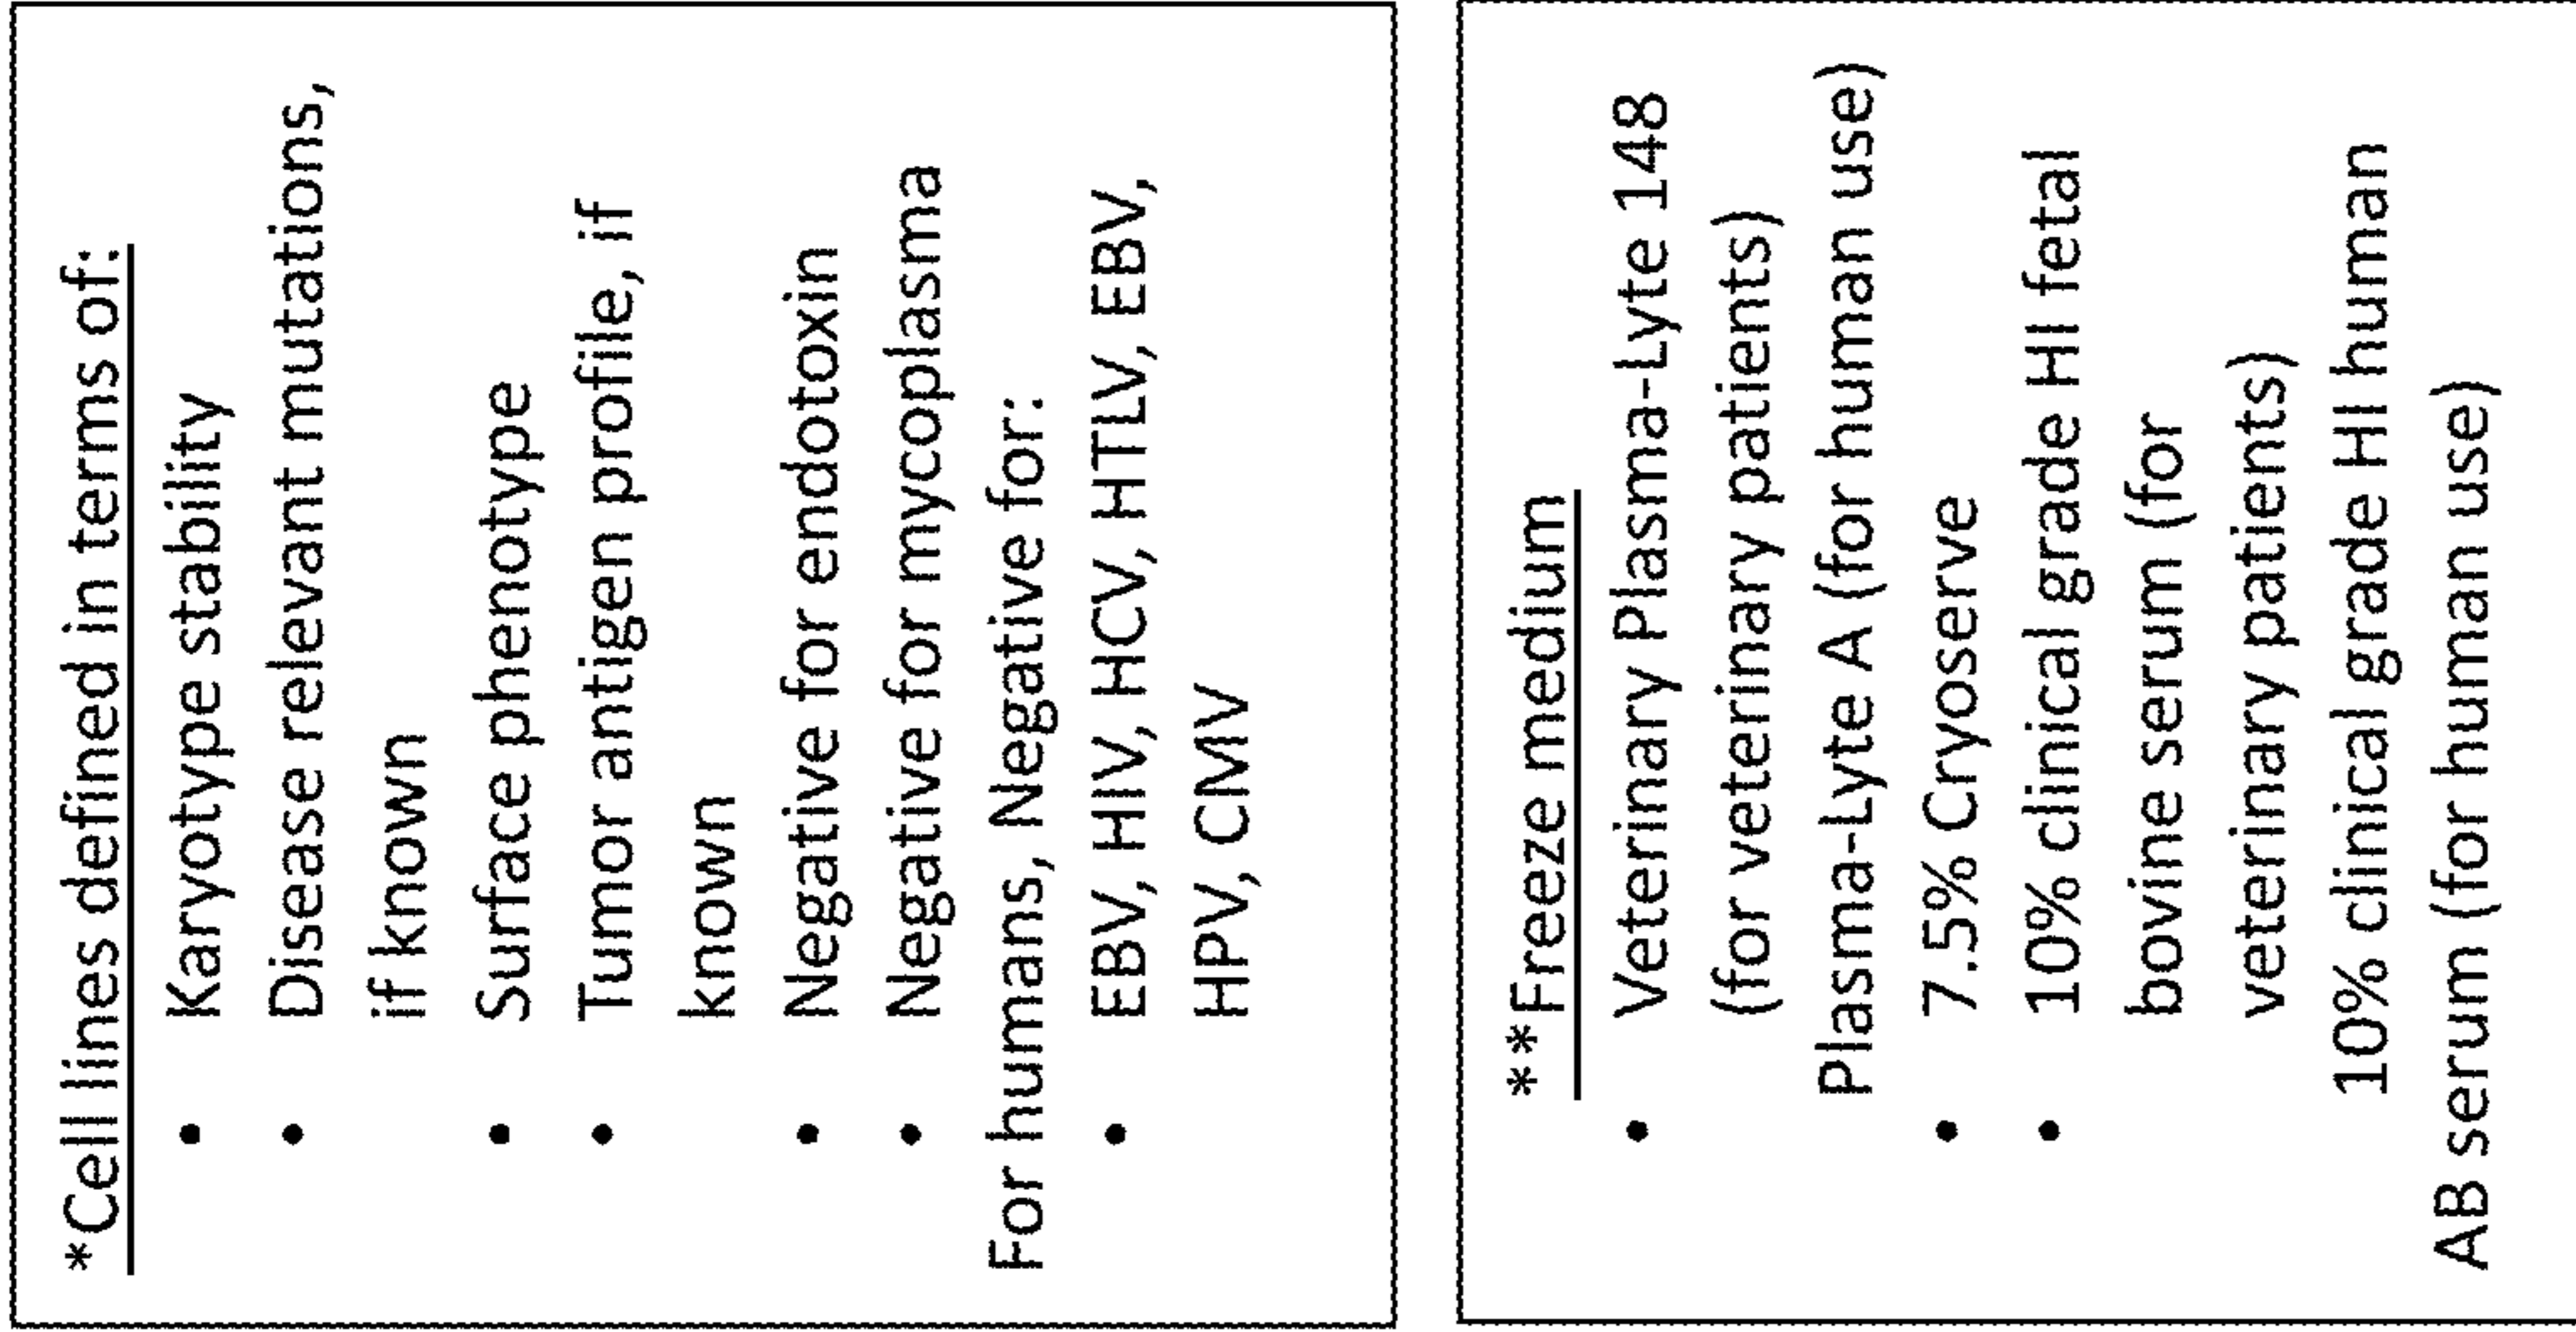 *Cell lines defined in terms of:
• Karyotype stability
• Disease relevant mutations,
if known
• Surface phenotype
• Tumor antigen profile, if
known
• Negative for endotoxin
• Negative for mycoplasma
For humans, Negative for:
• EBV, HIV, HCV, HTLV, EBV,
HPV, CMV
**Freeze medium
• Veterinary Plasma-Lyte 148
(for veterinary patients)
Plasma-Lyte A (for human use)
• 7.5% Cryoserve
• 10% clinical grade HI fetal
bovine serum (for
veterinary patients)
10% clinical grade HI human
AB serum (for human use)